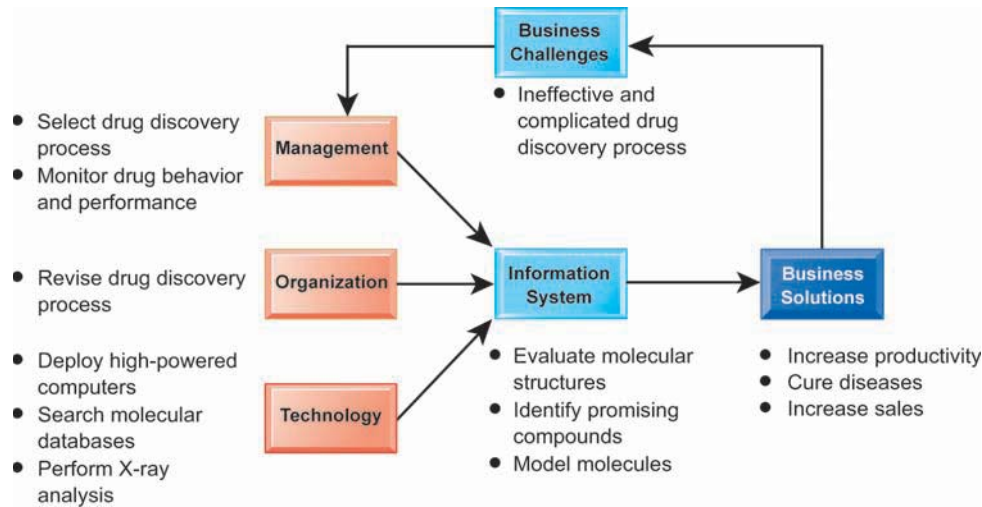 Business
Challenges
• Ineffective and
complicated drug
discovery process
• Select drug discovery
process
• Monitor drug behavior
and performance
Management
• Revise drug discovery
process
Organization
Information
System
Business
Solutions
• Deploy high-powered
computers
• Search molecular
databases
• Perform X-ray
analysis
Technology
• Evaluate molecular
structures
• Identify promising
compounds
• Model molecules
• Increase productivity
• Cure diseases
• Increase sales